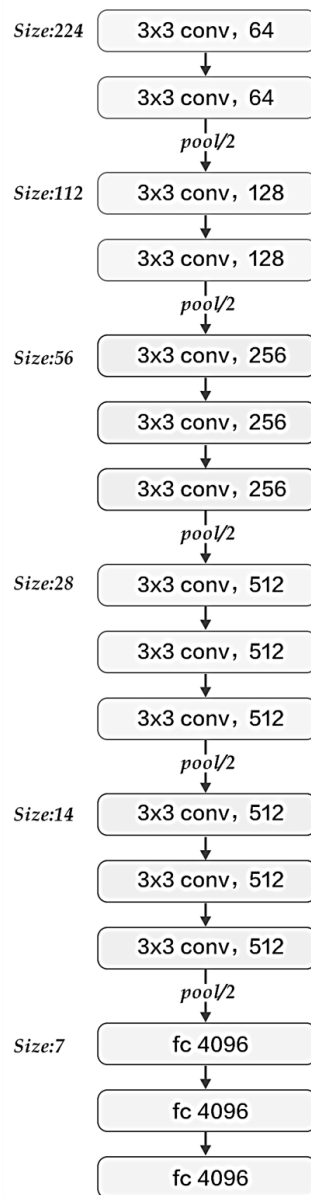 Size:224 3x3 conv, 64
3x3 conv, 64
pool/2
Size:112 3x3 conv, 128
3x3 conv, 128
pool/2
Size:56 3x3 conv, 256
3x3 conv, 256
3x3 conv, 256
pool/2
Size:28 3x3 conv, 512
3x3 conv, 512
3x3 conv, 512
pool/2
Size:14 3x3 conv, 512
3x3 conv, 512
3x3 conv, 512
pool/2
Size:7 fc 4096
fc 4096
fc 4096